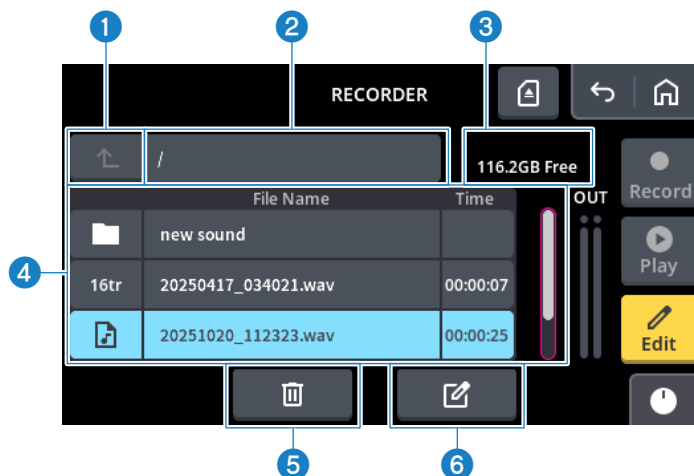 1 2 3
RECORDER
/
116.2GB Free
File Name Time OUT
Record
new sound
Play
4
16tr 20250417_034021.wav 00:00:07
20251020_112323.wav 00:00:25
Edit
5 6